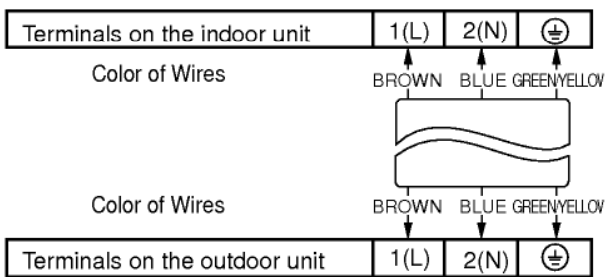 Terminals on the indoor unit 1(L) 2(N)
Color of Wires BROWN BLUE GREEN/YELLOW
Color of Wires BROWN BLUE GREEN/YELLOW
Terminals on the outdoor unit 1(L) 2(N)